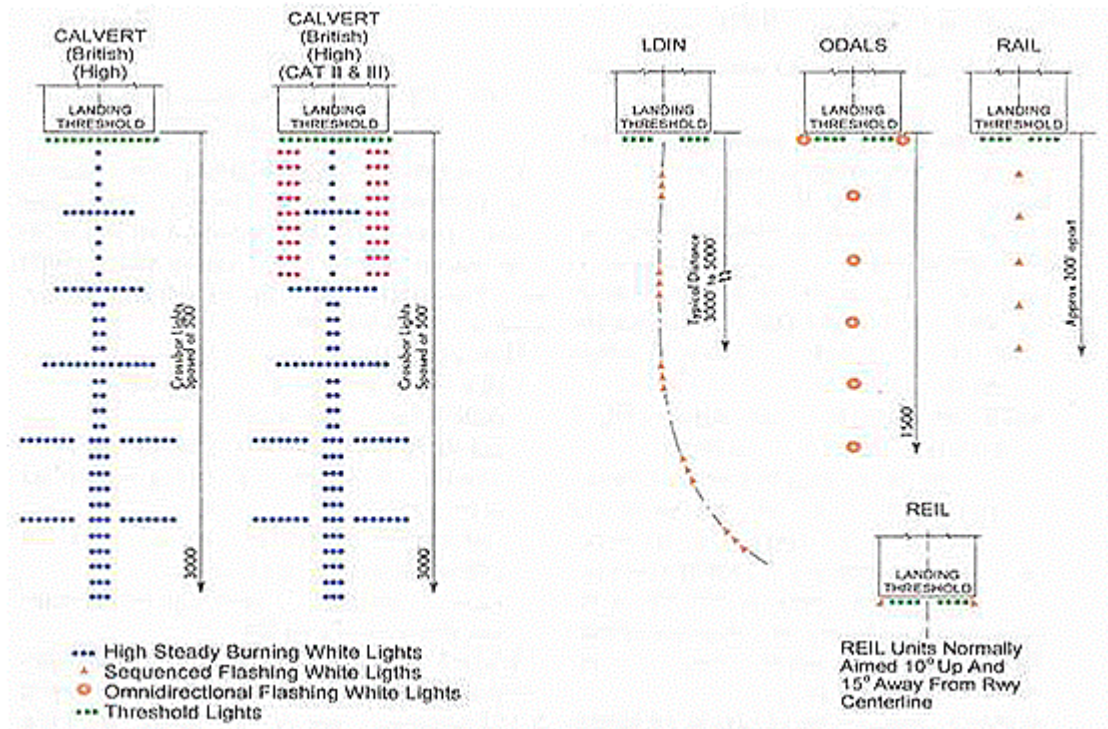 CALVERT
(British)
(High)
LANDING
THRESHOLD
Crossbar Lights
Spaced at 500'
3000
CALVERT
(British)
(High)
(CAT II & III)
LANDING
THRESHOLD
Crossbar Lights
Spaced at 500'
3000
LDIN
LANDING
THRESHOLD
Typical Distance
3000' to 5000'
ODALS
LANDING
THRESHOLD
1500
RAIL
LANDING
THRESHOLD
Approx
apart
REIL
LANDING
THRESHOLD
REIL Units Normally
Aimed 10° Up And
15° Away From Rwy
Centerline
High Steady Burning White Lights
Sequenced Flashing White Ligths
Omnidirectional Flashing White Lights
Threshold Lights